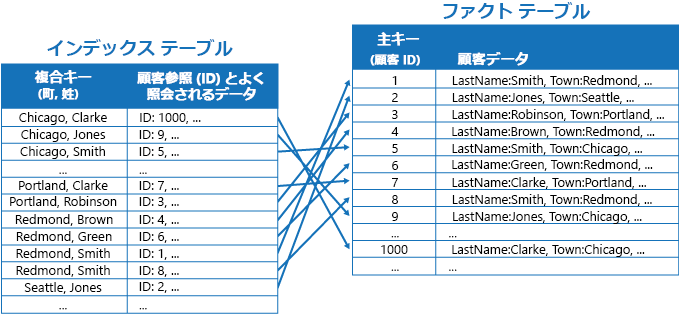 ファクト テーブル
インデックス テーブル
主キー
(顧客 ID) 顧客データ
複合キー
(町, 姓)
顧客参照 (ID) とよく
照会されるデータ
Chicago, Clarke ID: 1000, ...
Chicago, Jones ID: 9, ...
Chicago, Smith ID: 5, ...
... ...
Portland, Clarke ID: 7, ...
Portland, Robinson ID: 3, ...
Redmond, Brown ID: 4, ...
Redmond, Green ID: 6, ...
Redmond, Smith ID: 1, ...
Redmond, Smith ID: 8, ...
Seattle, Jones ID: 2, ...
... ...
1 LastName:Smith, Town:Redmond, ...
2 LastName:Jones, Town:Seattle, ...
3 LastName:Robinson, Town:Portland, ...
4 LastName:Brown, Town:Redmond, ...
5 LastName:Smith, Town:Chicago, ...
6 LastName:Green, Town:Redmond, ...
7 LastName:Clarke, Town:Portland, ...
8 LastName:Smith, Town:Redmond, ...
9 LastName:Jones, Town:Chicago, ...
... ...
1000 LastName:Clarke, Town:Chicago, ...
... ...